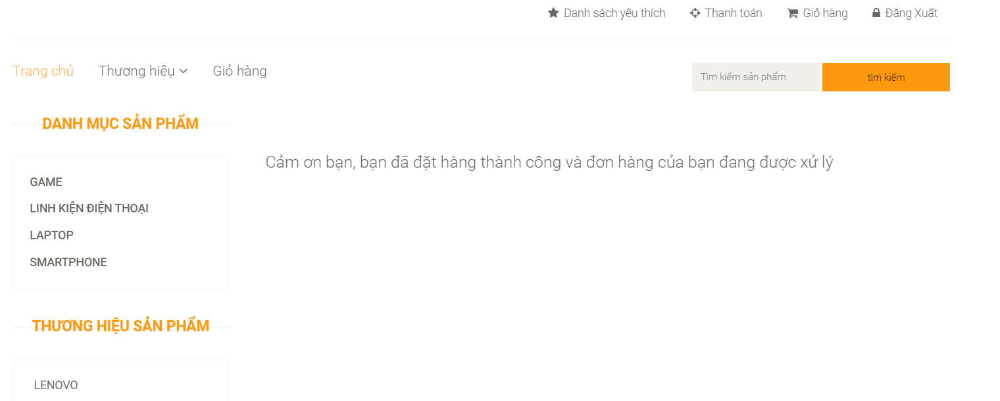 Danh sách yêu thích Thanh toán Giỏ hàng Đăng Xuất
Trang chủ Thương hiệu Giỏ hàng Tìm kiếm sản phẩm tìm kiếm
DANH MỤC SẢN PHẨM
Cảm ơn bạn, bạn đã đặt hàng thành công và đơn hàng của bạn đang được xử lý
GAME
LINH KIỆN ĐIỆN THOẠI
LAPTOP
SMARTPHONE
THƯƠNG HIỆU SẢN PHẨM
LENOVO